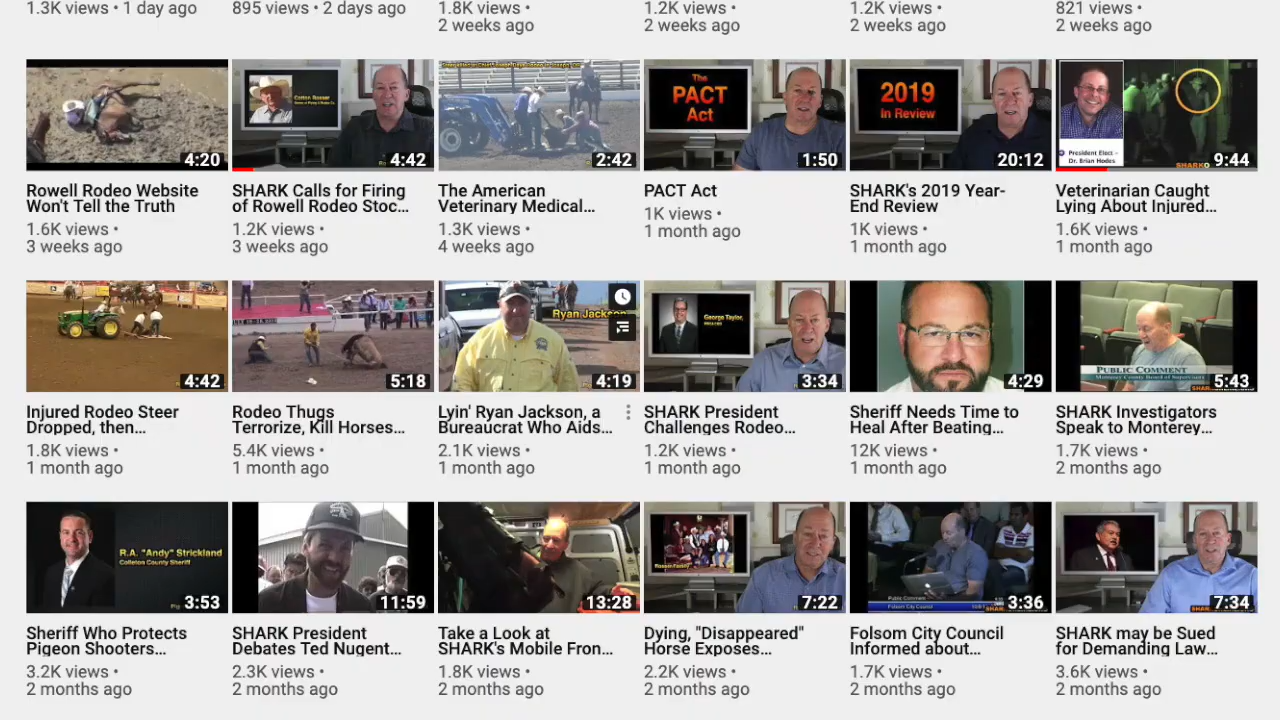 1.3K views • 1 day ago
895 views • 2 days ago
1.8K views •
2 weeks ago
1.2K views •
2 weeks ago
1.2K views •
2 weeks ago
821 views •
2 weeks ago
4:20
4:42
2:42
The
PACT
Act
1:50
2019
In Review
20:12
President Elect –
Dr. Brian Hodes
SHARK
9:44
Rowell Rodeo Website
Won't Tell the Truth
1.6K views •
3 weeks ago
SHARK Calls for Firing
of Rowell Rodeo Stoc...
1.2K views •
3 weeks ago
The American
Veterinary Medical...
1.3K views •
4 weeks ago
PACT Act
1K views •
1 month ago
SHARK's 2019 Year-
End Review
1K views •
1 month ago
Veterinarian Caught
Lying About Injured...
1.6K views •
1 month ago
4:42
5:18
Ryan Jackson
4:19
George Taylor,
3:34
4:29
PUBLIC COMMENT
Monterey County Board of Supervisors
5:43
Injured Rodeo Steer
Dropped, then...
1.8K views •
1 month ago
Rodeo Thugs
Terrorize, Kill Horses...
5.4K views •
1 month ago
Lyin' Ryan Jackson, a
Bureaucrat Who Aids...
2.1K views •
1 month ago
SHARK President
Challenges Rodeo...
1.2K views •
1 month ago
Sheriff Needs Time to
Heal After Beating...
12K views •
1 month ago
SHARK Investigators
Speak to Monterey...
1.7K views •
2 months ago
R.A. "Andy" Strickland
Colleton County Sheriff
3:53
11:59
13:28
7:22
Public Comment
Folsom City Council
3:36
7:34
Sheriff Who Protects
Pigeon Shooters...
3.2K views •
2 months ago
SHARK President
Debates Ted Nugent...
2.3K views •
2 months ago
Take a Look at
SHARK's Mobile Fron...
1.8K views •
2 months ago
Dying, "Disappeared"
Horse Exposes...
2.2K views •
2 months ago
Folsom City Council
Informed about...
1.7K views •
2 months ago
SHARK may be Sued
for Demanding Law...
3.6K views •
2 months ago